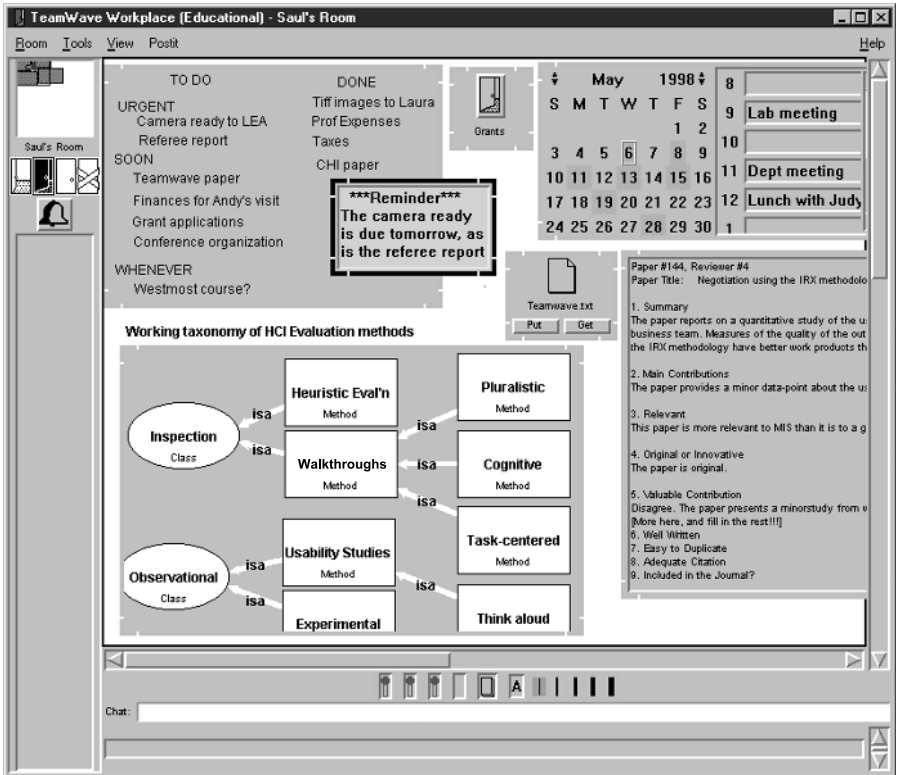 TeamWave Workplace (Educational) - Saul's Room
Room Tools View Postit Help
Saul's Room
TO DO
URGENT
Camera ready to LEA
Referee report
SOON
Teamwave paper
Finances for Andy's visit
Grant applications
Conference organization
WHENEVER
Westmost course?
DONE
Tiff images to Laura
Prof Expenses
Taxes
CHI paper
***Reminder***
The camera ready
is due tomorrow, as
is the referee report
Grants
May 1998
S M T W T F S
1 2
3 4 5 6 7 8 9
10 11 12 13 14 15 16
17 18 19 20 21 22 23
24 25 26 27 28 29 30
8
9 Lab meeting
10
11 Dept meeting
12 Lunch with Judy
1
Teamwave.txt
Put Get
Paper #144, Reviewer #4
Paper Title: Negotiation using the IRX methodolo
1. Summary
The paper reports on a quantitative study of the u
business team. Measures of the quality of the out
the IRX methodology have better work products th
2. Main Contributions
The paper provides a minor data-point about the us
3. Relevant
This paper is more relevant to MIS than it is to a g
4. Original or Innovative
The paper is original.
5. Valuable Contribution
Disagree. The paper presents a minorstudy from
[More here, and fill in the rest!!!]
6. Well Written
7. Easy to Duplicate
8. Adequate Citation
9. Included in the Journal?
Working taxonomy of HCI Evaluation methods
Inspection
Class
isa
isa
Heuristic Eval'n
Method
Walkthroughs
Method
isa
isa
isa
Pluralistic
Method
Cognitive
Method
Task-centered
Method
Observational
Class
isa
isa
Usability Studies
Method
Experimental
isa
Think aloud
A
Chat: